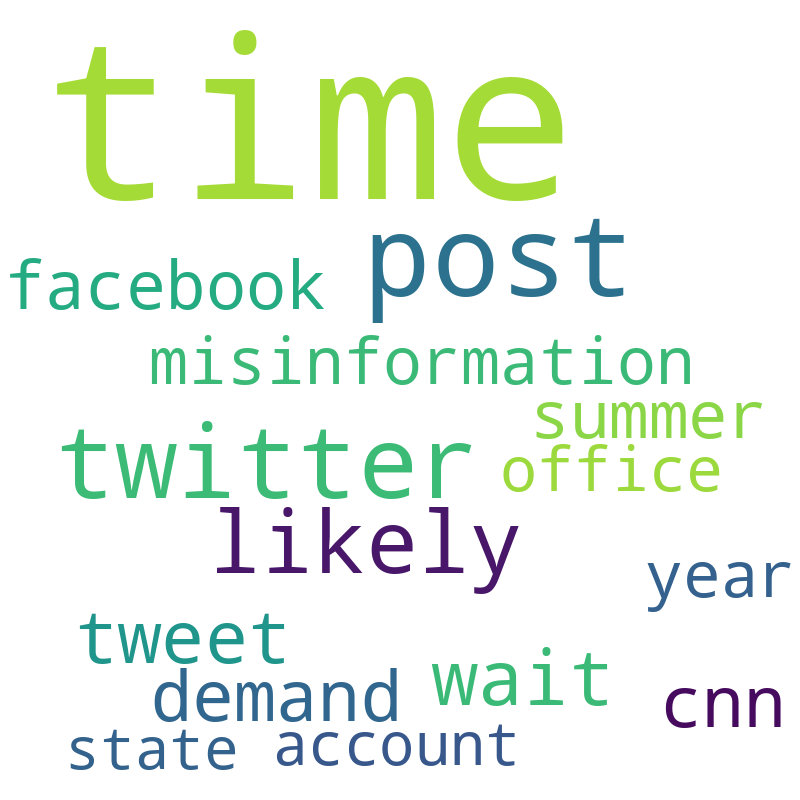 time
facebook post
misinformation
summer
twitter office
likely
year
tweet
demand wait cnn
state account